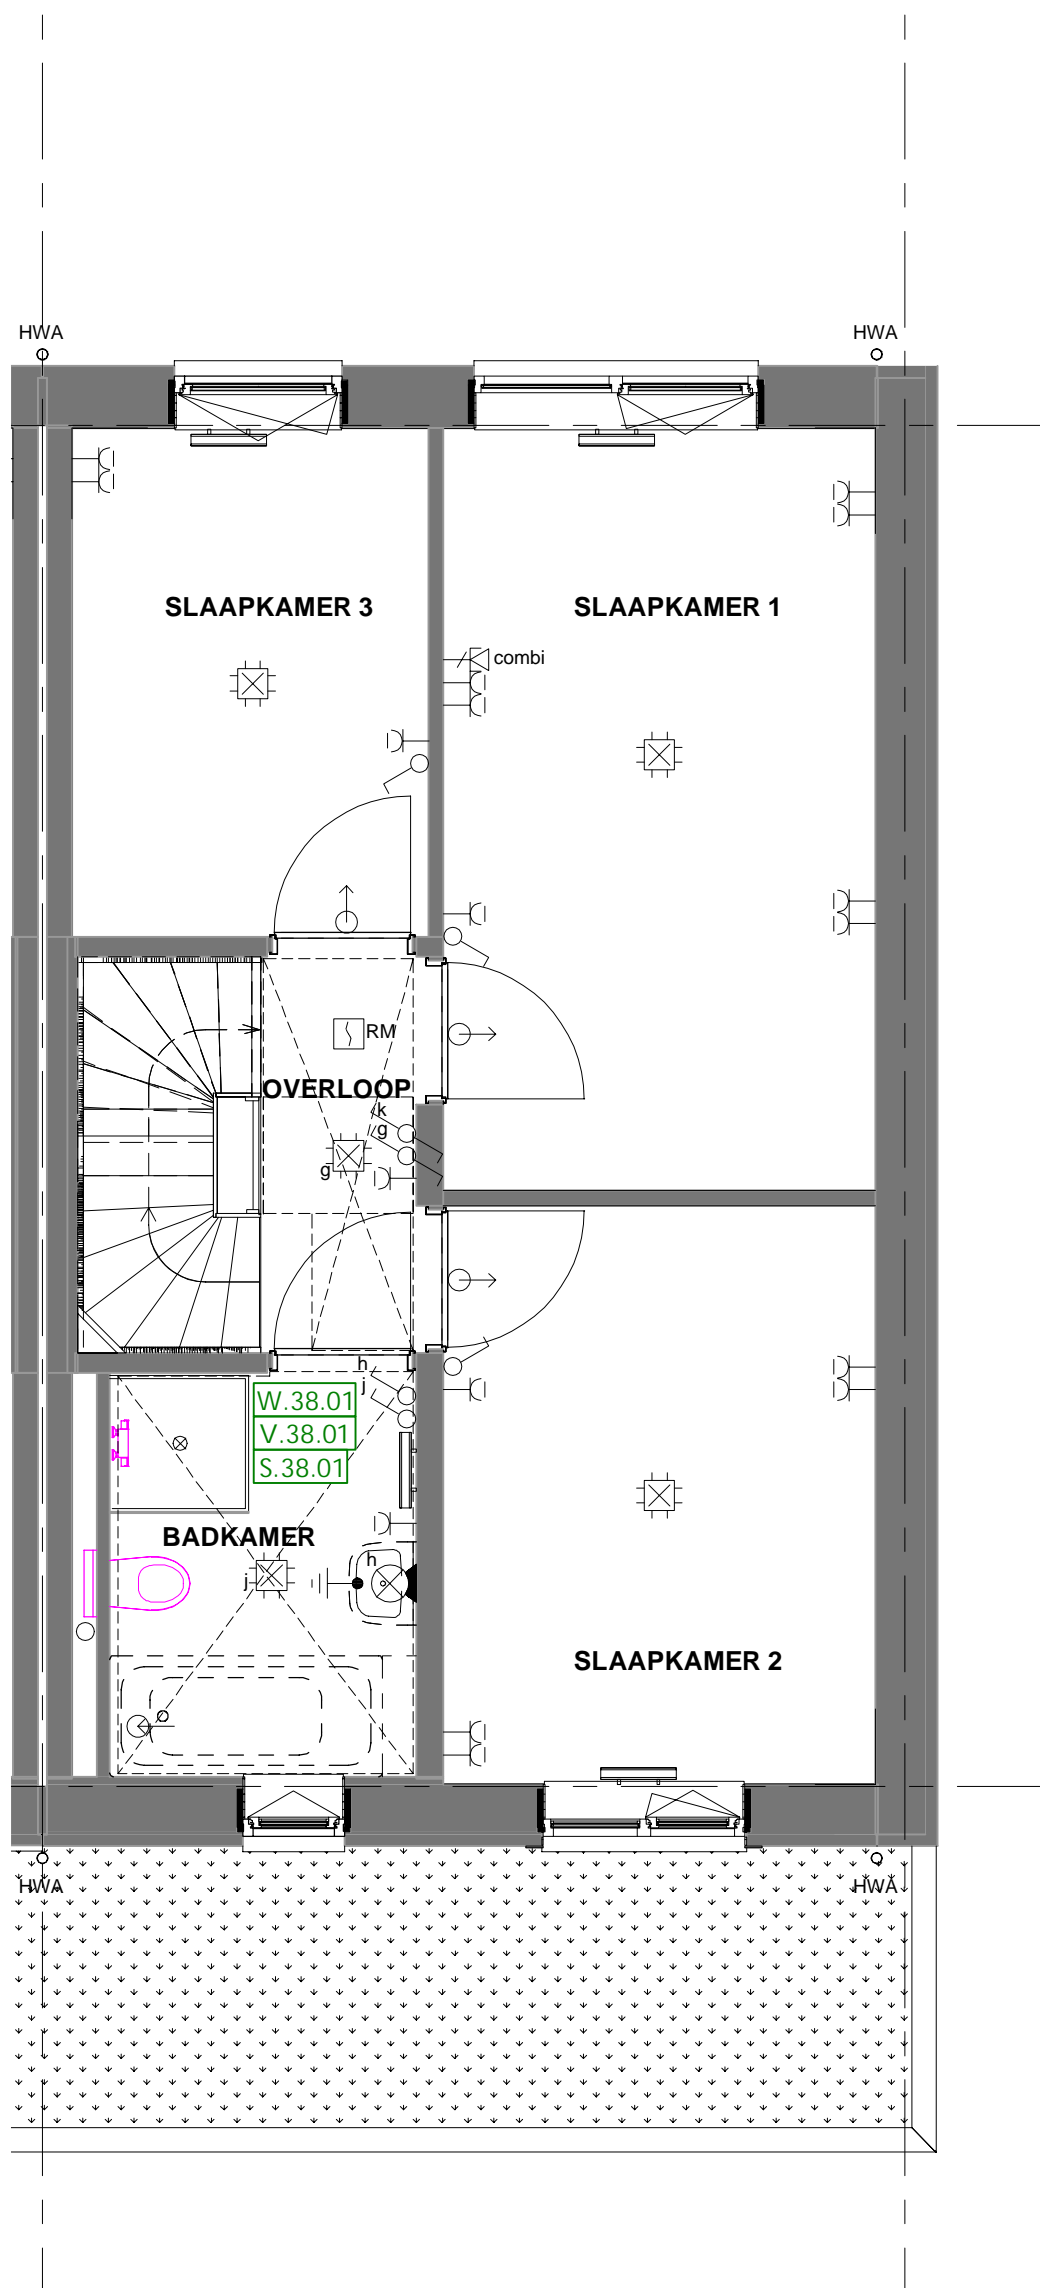 HWA
HWA
SLAAPKAMER 3
SLAAPKAMER 1
combi
RM
OVERLOOP
k
g
g
h
j
W.38.01
V.38.01
S.38.01
BADKAMER
h
j
SLAAPKAMER 2
HWA
HWA